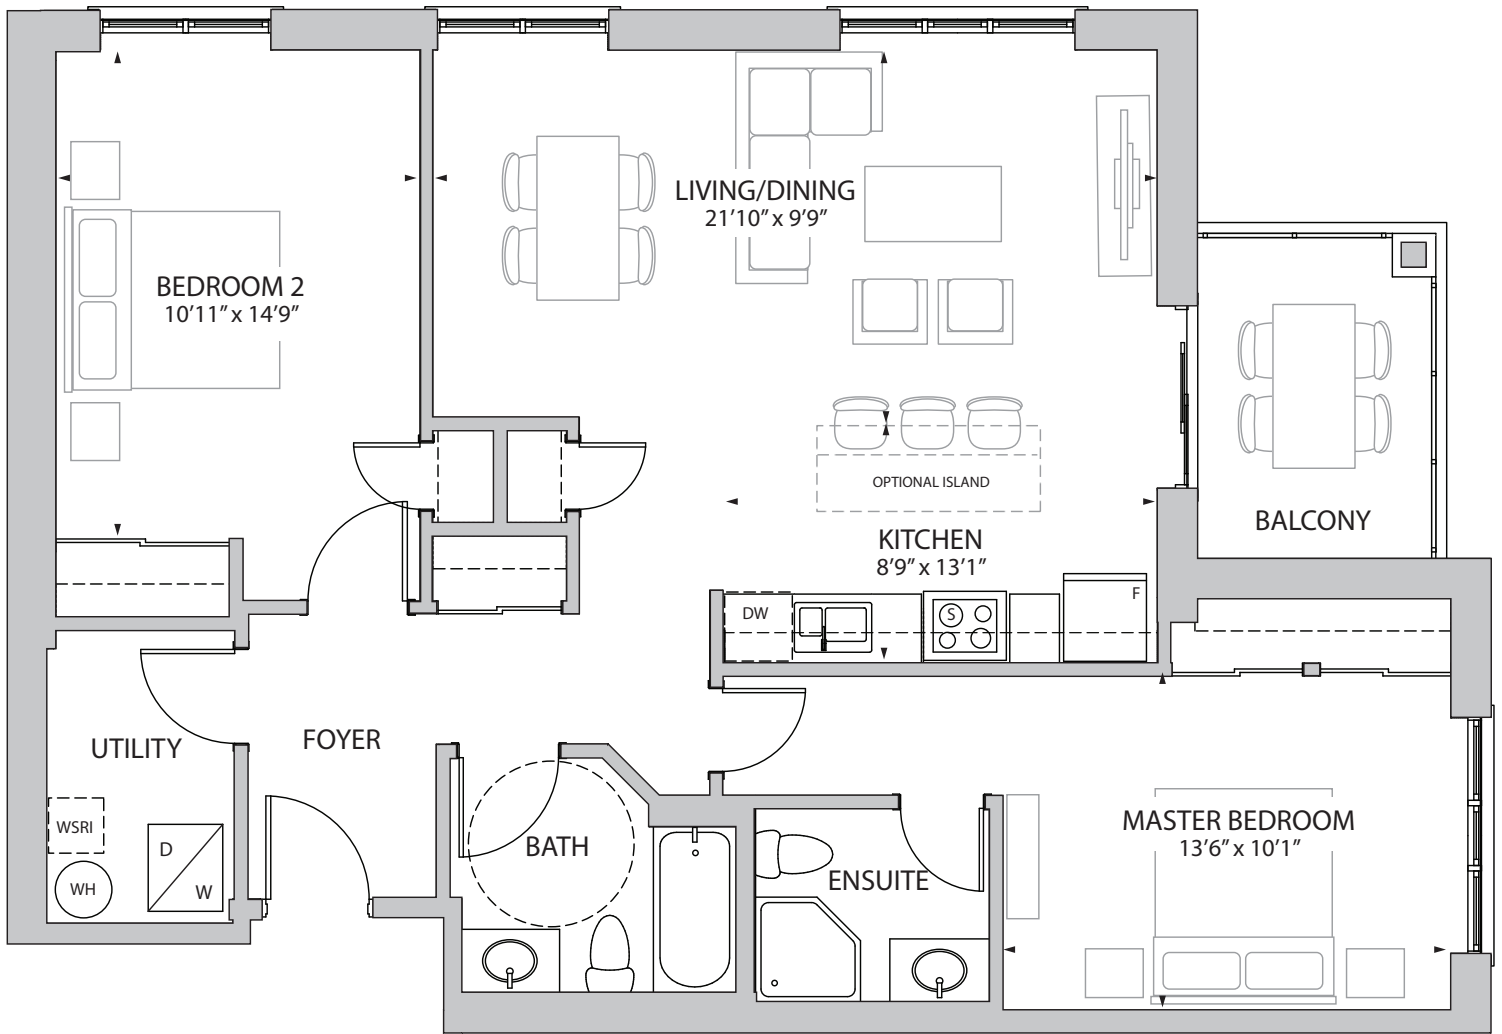 LIVING/DINING
21'10" x 9'9"
BEDROOM 2
10'11" x 14'9"
OPTIONAL ISLAND
BALCONY
KITCHEN
8'9" x 13'1"
F
DW
S
FOYER
UTILITY
MASTER BEDROOM
13'6" x 10'1"
WSRI
D
W
WH
BATH
ENSUITE